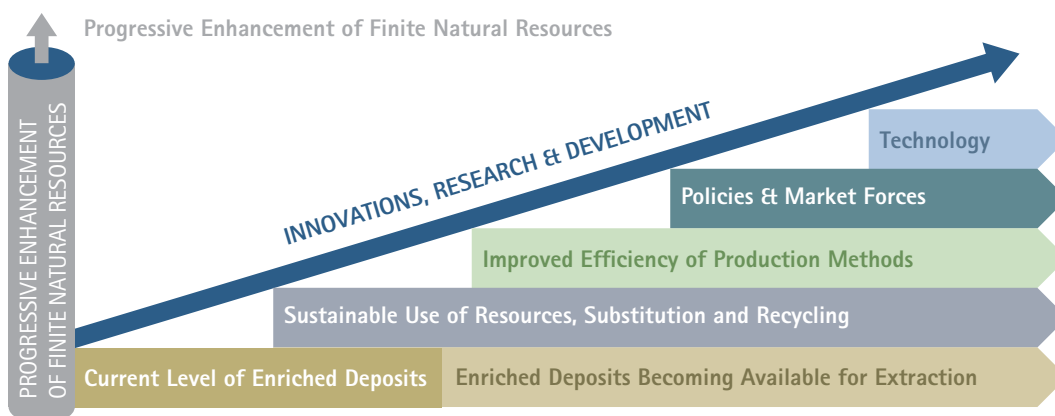 Progressive Enhancement of Finite Natural Resources
PROGRESSIVE ENHANCEMENT
OF FINITE NATURAL RESOURCES
INNOVATIONS, RESEARCH & DEVELOPMENT
Technology
Policies & Market Forces
Improved Efficiency of Production Methods
Sustainable Use of Resources, Substitution and Recycling
Current Level of Enriched Deposits
Enriched Deposits Becoming Available for Extraction